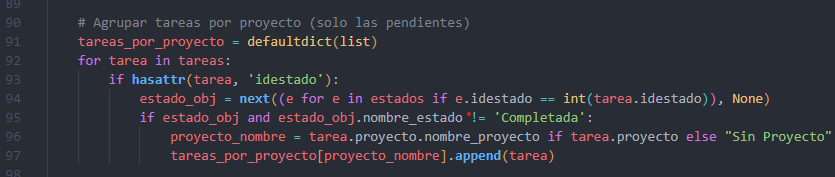 89
90 # Agrupar tareas por proyecto (solo las pendientes)
91 tareas_por_proyecto = defaultdict(list)
92 for tarea in tareas:
93 if hasattr(tarea, 'idestado'):
94 estado_obj = next((e for e in estados if e.idestado == int(tarea.idestado)), None)
95 if estado_obj and estado_obj.nombre_estado != 'Completada':
96 proyecto_nombre = tarea.proyecto.nombre_proyecto if tarea.proyecto else "Sin Proyecto"
97 tareas_por_proyecto[proyecto_nombre].append(tarea)
98